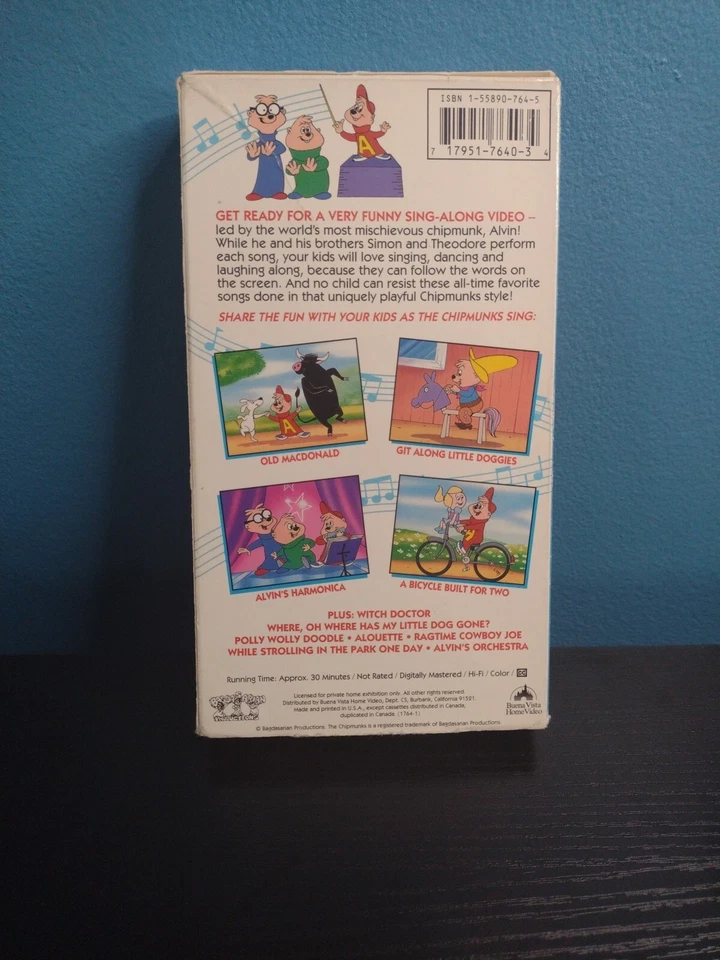 ISBN 1-55890-764-5
7 17951-7640-3 4
A
GET READY FOR A VERY FUNNY SING-ALONG VIDEO –
led by the world's most mischievous chipmunk, Alvin!
While he and his brothers Simon and Theodore perform
each song, your kids will love singing, dancing and
laughing along, because they can follow the words on
the screen. And no child can resist these all-time favorite
songs done in that uniquely playful Chipmunks style!
SHARE THE FUN WITH YOUR KIDS AS THE CHIPMUNKS SING:
A
OLD MACDONALD
GIT ALONG LITTLE DOGGIES
ALVIN'S HARMONICA
A BICYCLE BUILT FOR TWO
PLUS: WITCH DOCTOR
WHERE, OH WHERE HAS MY LITTLE DOG GONE?
POLLY WOLLY DOODLE • ALOUETTE • RAGTIME COWBOY JOE
WHILE STROLLING IN THE PARK ONE DAY • ALVIN'S ORCHESTRA
Running Time: Approx. 30 Minutes / Not Rated / Digitally Mastered / Hi-Fi / Color /
Licensed for private home exhibition only. All other rights reserved.
Distributed by Buena Vista Home Video, Dept. CS, Burbank, California 91521.
Made and printed in U.S.A., except cassettes distributed in Canada,
duplicated in Canada. (1764-1)
© Bagdasarian Productions. The Chipmunks is a registered trademark of Bagdasarian Productions.
Buena Vista
Home Video